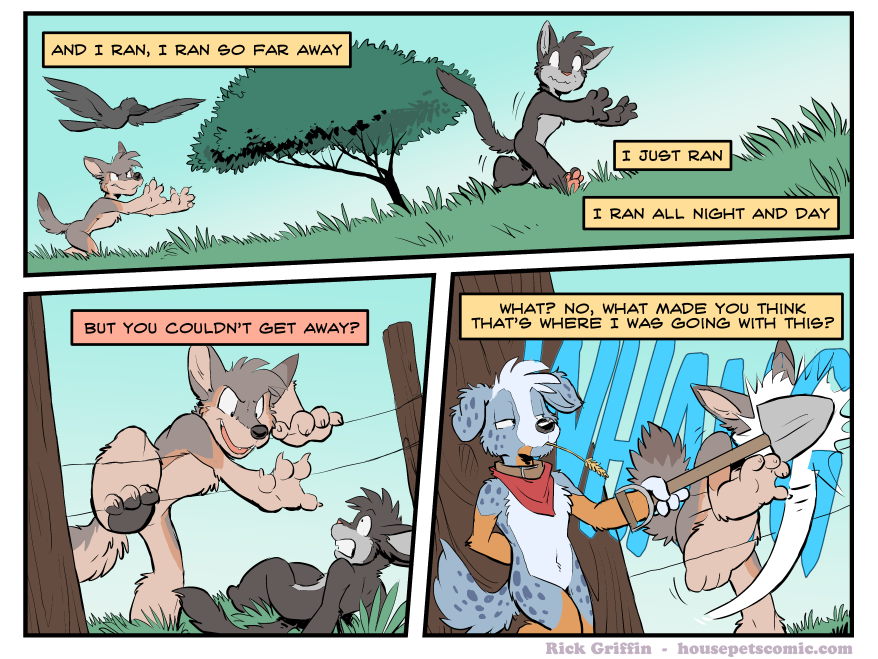 AND I RAN, I RAN SO FAR AWAY
I JUST RAN
I RAN ALL NIGHT AND DAY
BUT YOU COULDN'T GET AWAY?
WHAT? NO, WHAT MADE YOU THINK
THAT'S WHERE I WAS GOING WITH THIS?
Rick Griffin - housepetscomic.com